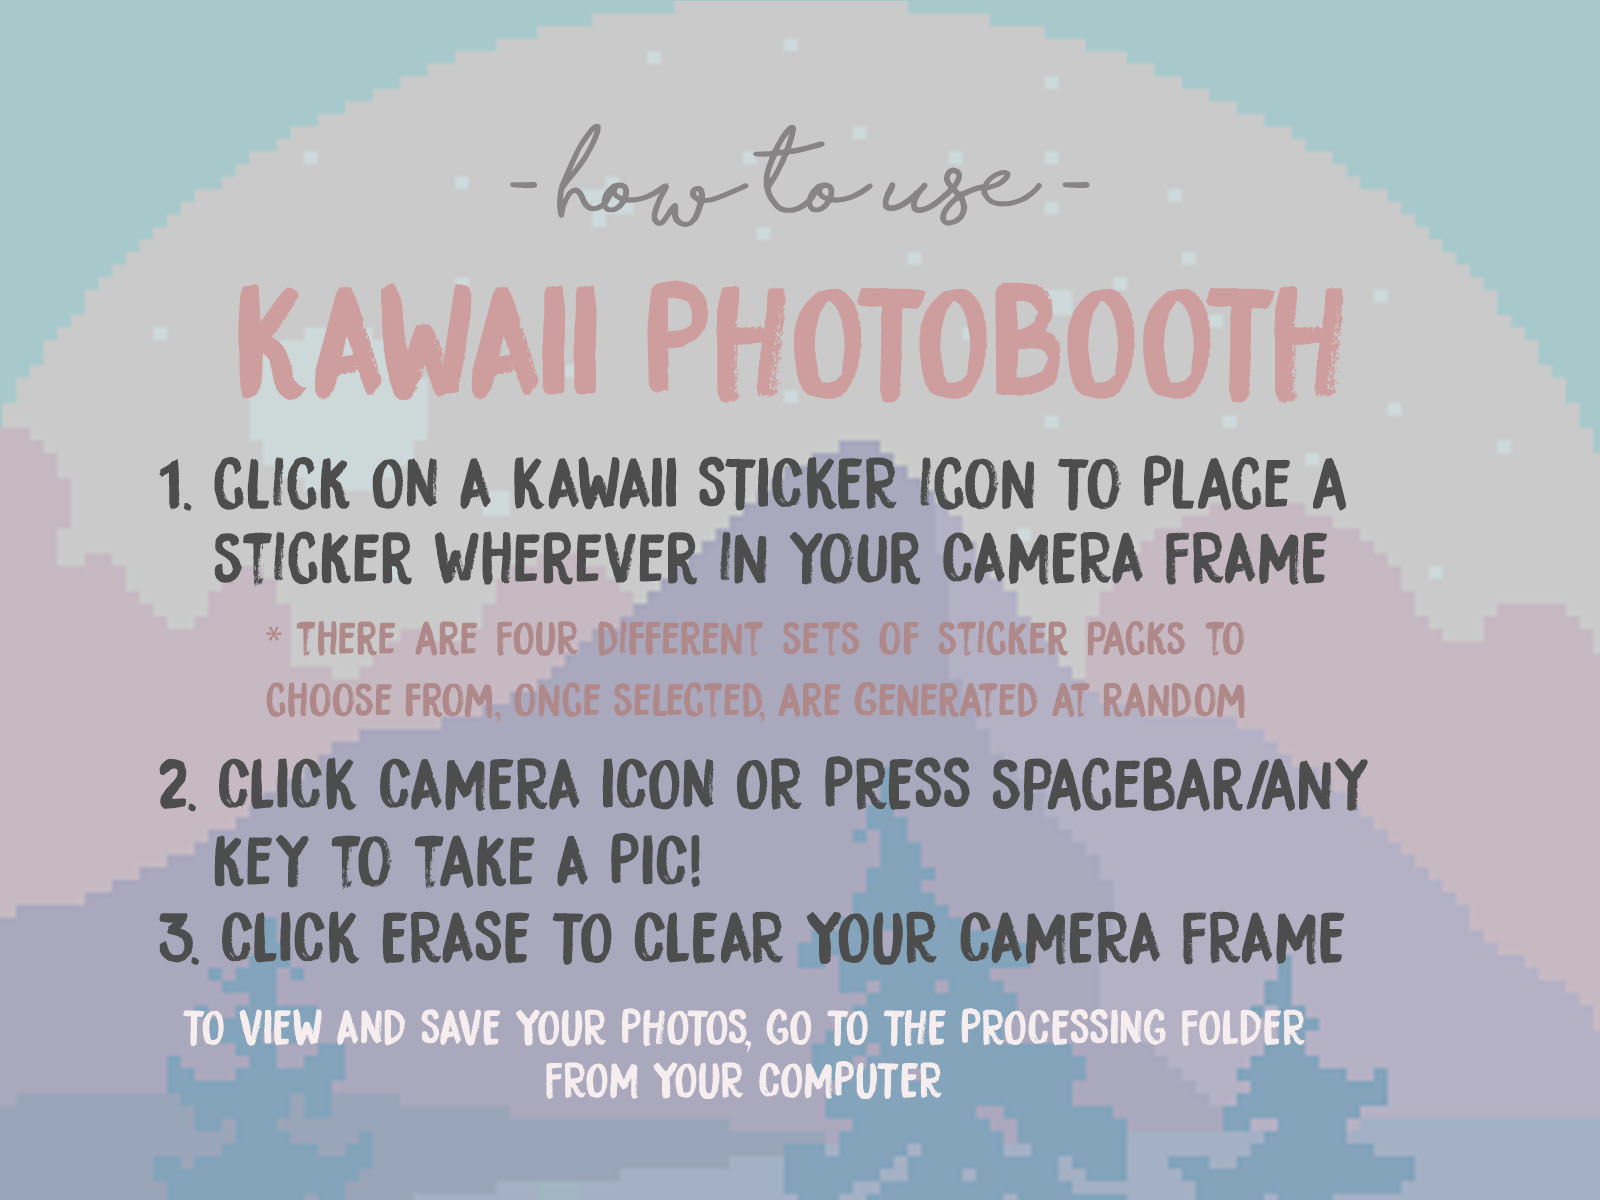 - how to use -
KAWAII PHOTOBOOTH
1. CLICK ON A KAWAII STICKER ICON TO PLACE A
STICKER WHEREVER IN YOUR CAMERA FRAME
* THERE ARE FOUR DIFFERENT SETS OF STICKER PACKS TO
CHOOSE FROM, ONCE SELECTED, ARE GENERATED AT RANDOM
2. CLICK CAMERA ICON OR PRESS SPACEBAR/ANY
KEY TO TAKE A PIC!
3. CLICK ERASE TO CLEAR YOUR CAMERA FRAME
TO VIEW AND SAVE YOUR PHOTOS, GO TO THE PROCESSING FOLDER
FROM YOUR COMPUTER